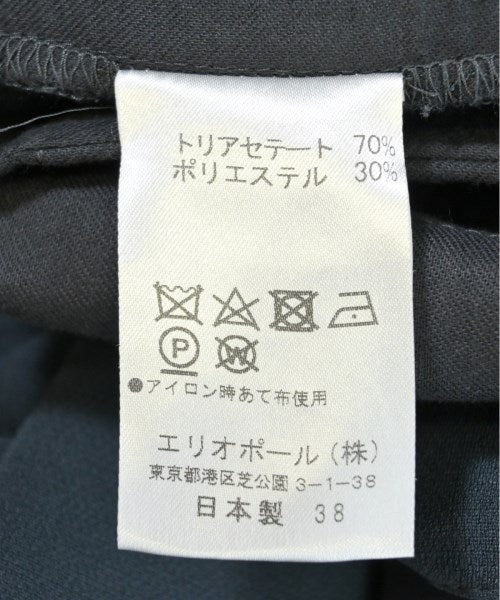 トリアセテート 70%
ポリエステル 30%
P W
●アイロン時あて布使用
エリオポール(株)
東京都港区芝公園 3-1-38
日本製 38